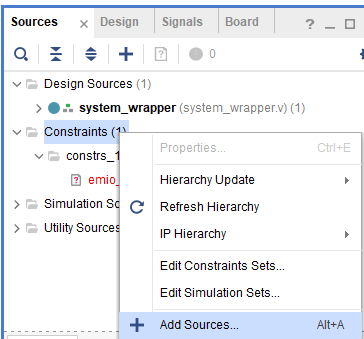 Sources × Design Signals Board ? _
0
Design Sources (1)
system_wrapper (system_wrapper.v) (1)
Constraints (1)
constrs_1
emio_
Simulation So
Utility Sources
Properties... Ctrl+E
Hierarchy Update
Refresh Hierarchy
IP Hierarchy
Edit Constraints Sets...
Edit Simulation Sets...
Add Sources... Alt+A